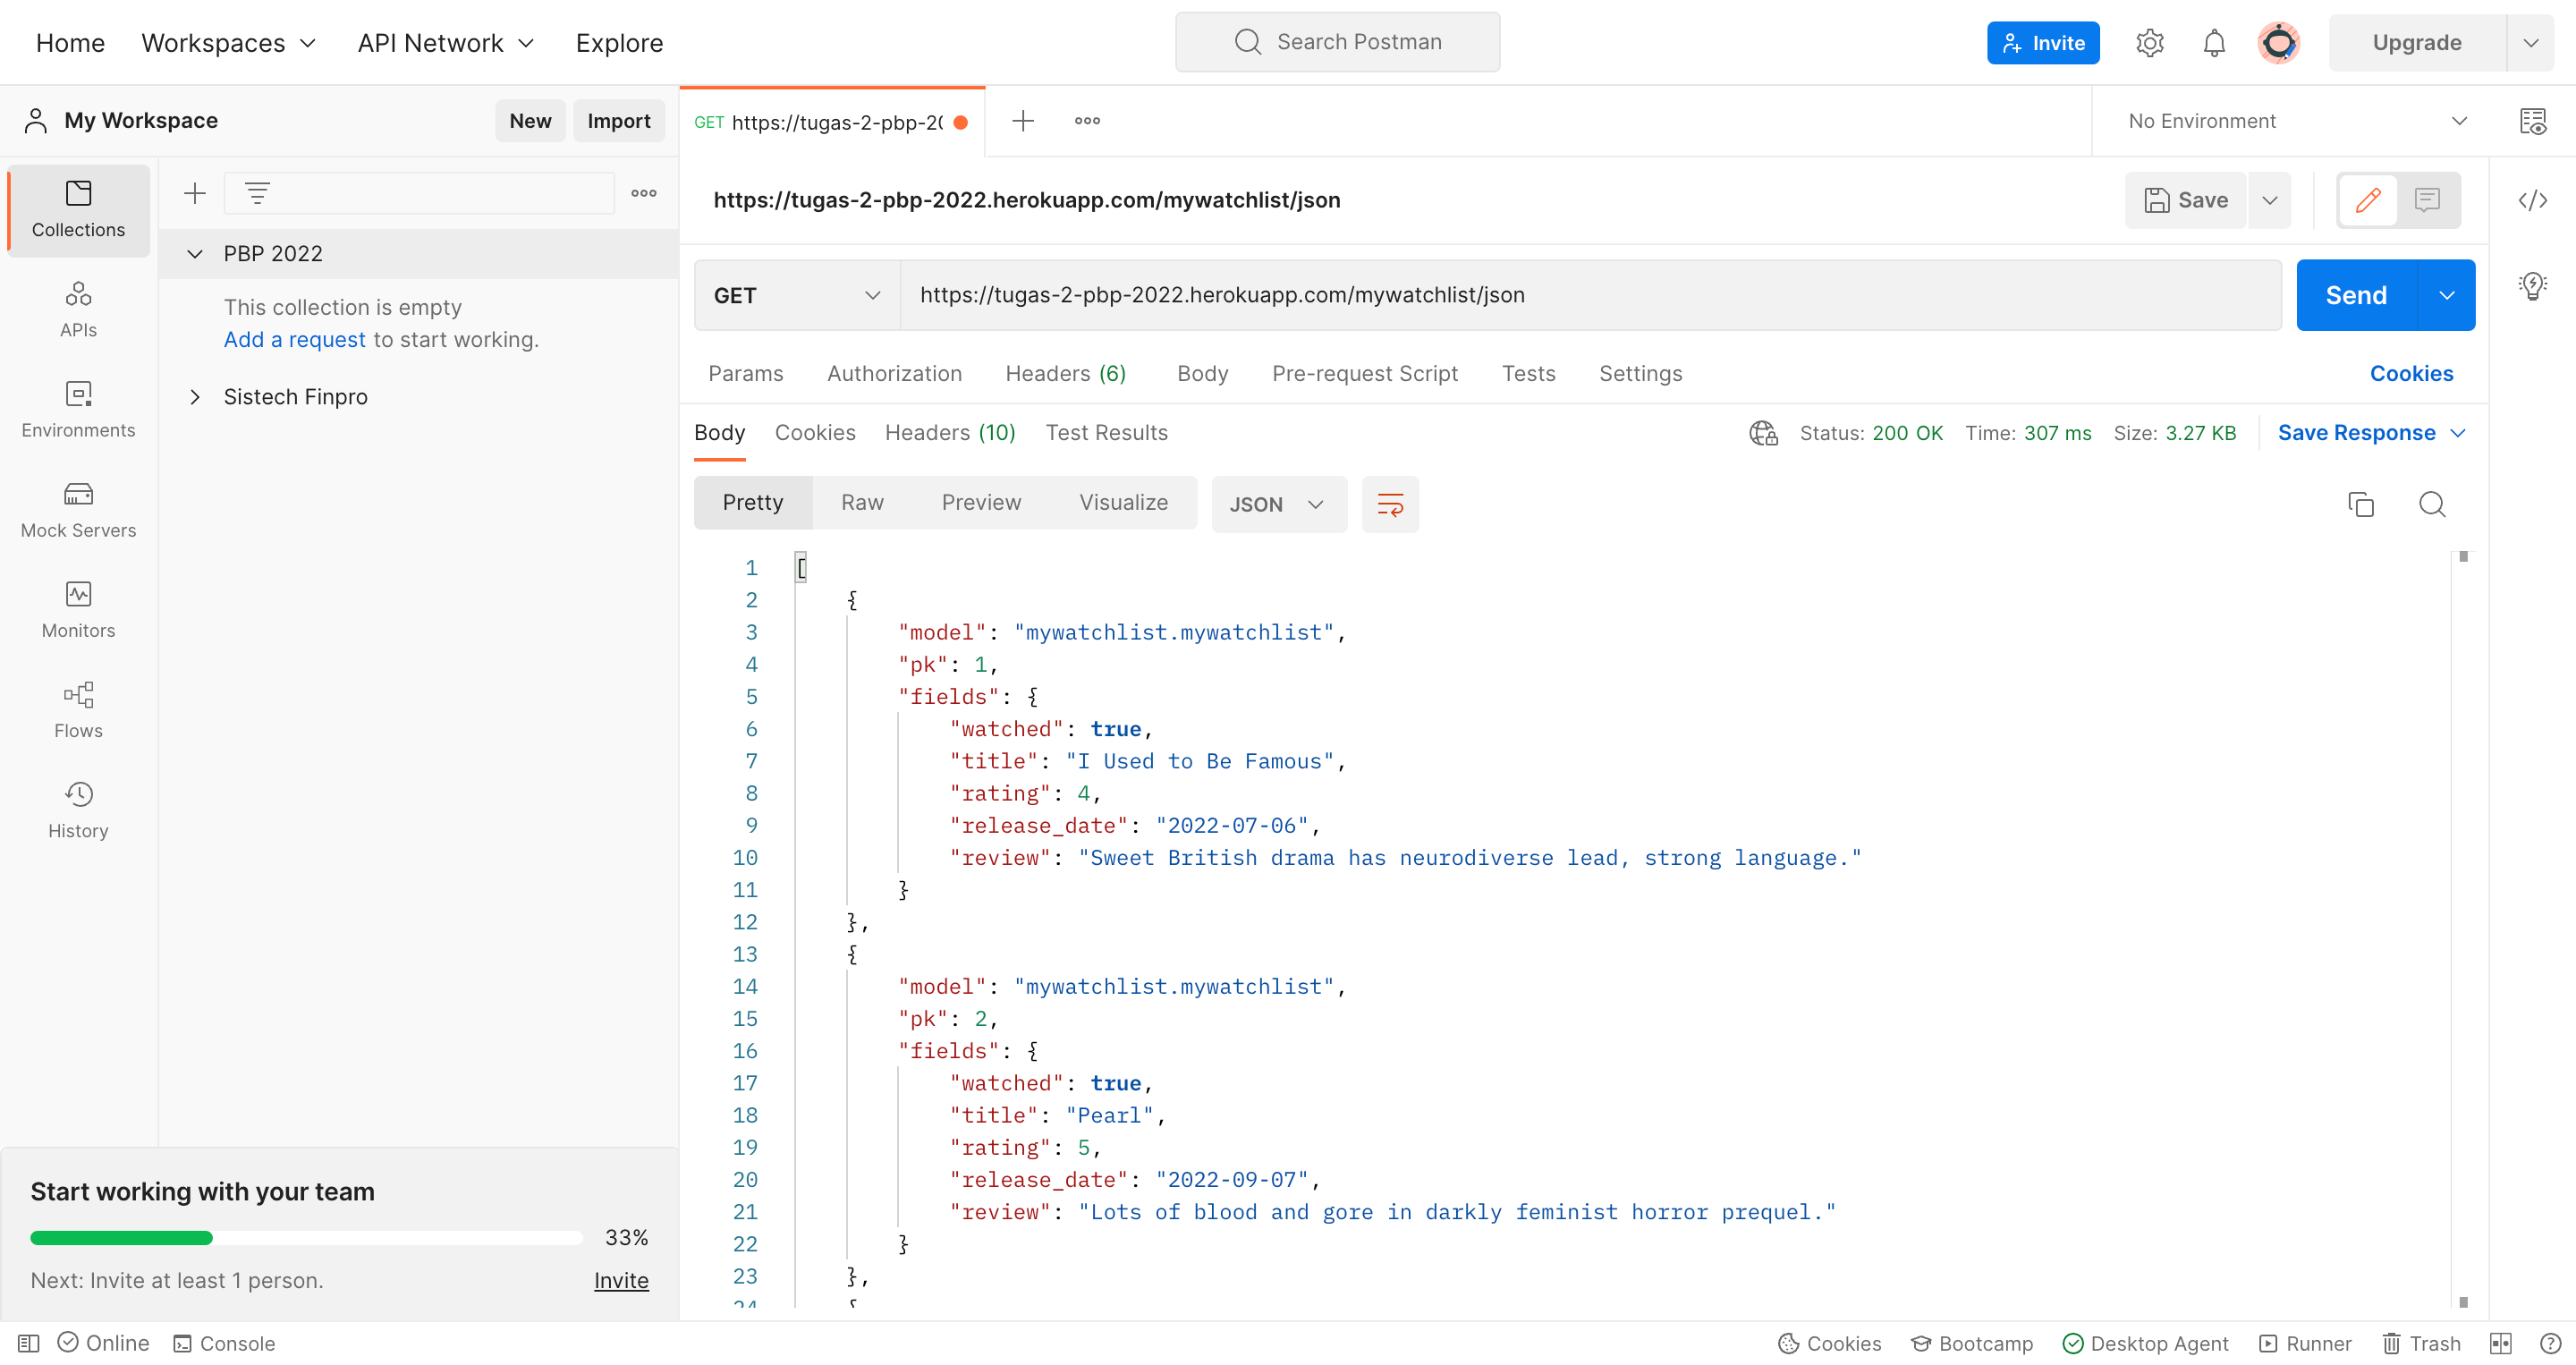 Home Workspaces API Network Explore Search Postman Invite Upgrade
My Workspace New Import
GET https://tugas-2-pbp-20 No Environment
Collections
PBP 2022
This collection is empty
Add a request to start working.
Sistech Finpro
APIs
Environments
Mock Servers
Monitors
Flows
History
https://tugas-2-pbp-2022.herokuapp.com/mywatchlist/json Save
GET https://tugas-2-pbp-2022.herokuapp.com/mywatchlist/json Send
Params Authorization Headers (6) Body Pre-request Script Tests Settings Cookies
Body Cookies Headers (10) Test Results Status: 200 OK Time: 307 ms Size: 3.27 KB Save Response
Pretty Raw Preview Visualize JSON
1 [
2 {
3 "model": "mywatchlist.mywatchlist",
4 "pk": 1,
5 "fields": {
6 "watched": true,
7 "title": "I Used to Be Famous",
8 "rating": 4,
9 "release_date": "2022-07-06",
10 "review": "Sweet British drama has neurodiverse lead, strong language."
11 }
12 },
13 {
14 "model": "mywatchlist.mywatchlist",
15 "pk": 2,
16 "fields": {
17 "watched": true,
18 "title": "Pearl",
19 "rating": 5,
20 "release_date": "2022-09-07",
21 "review": "Lots of blood and gore in darkly feminist horror prequel."
22 }
23 },
24 {
Start working with your team
33%
Next: Invite at least 1 person. Invite
Online Console Cookies Bootcamp Desktop Agent Runner Trash